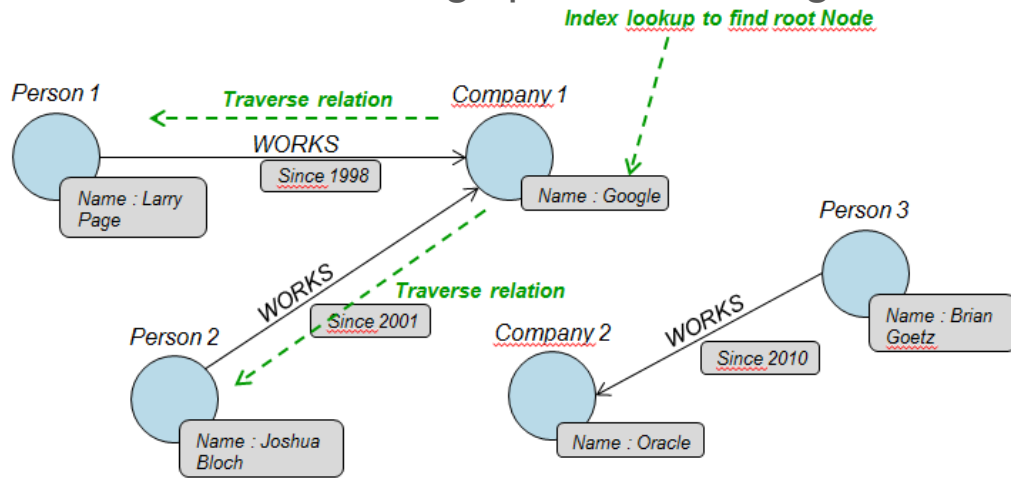 Index lookup to find root Node
Person 1
Traverse relation
Company 1
WORKS
Since 1998
Name : Larry
Page
Name : Google
Person 3
WORKS
Traverse relation
Since 2001
WORKS
Name : Brian
Goetz
Person 2
Company 2
Since 2010
Name : Joshua
Bloch
Name : Oracle